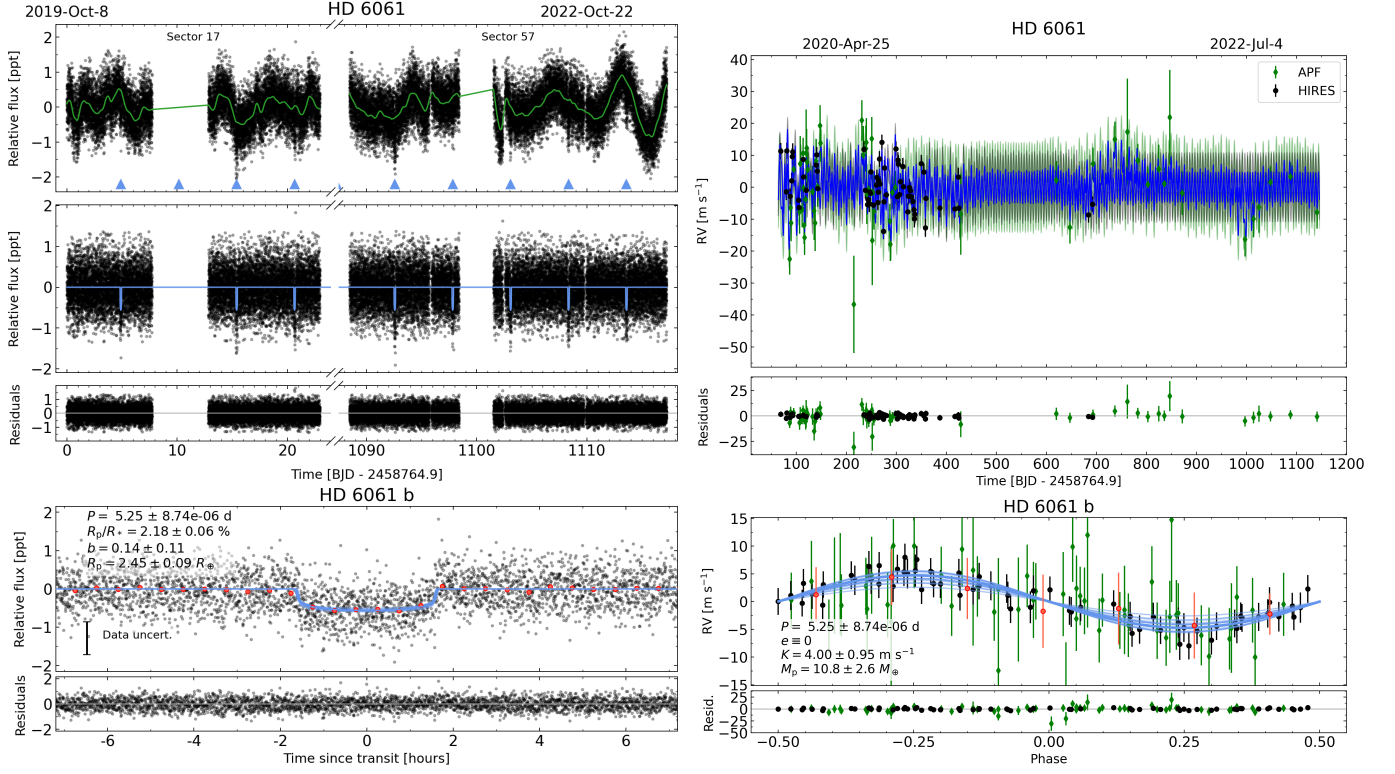 2019-Oct-8 HD 6061 2022-Oct-22
Sector 17 Sector 57
Relative flux [ppt]
2
1
0
−1
−2
Relative flux [ppt]
2
1
0
−1
−2
Residuals
1
0
−1
0 10 20 1090 1100 1110
Time [BJD - 2458764.9]
HD 6061 b
Relative flux [ppt]
2
1
0
−1
−2
P = 5.25 ± 8.74e-06 d
Rp/R* = 2.18 ± 0.06 %
b = 0.14 ± 0.11
Rp = 2.45 ± 0.09 R⊕
Data uncert.
Residuals
2
1
0
−1
−2
−6 −4 −2 0 2 4 6
Time since transit [hours]
HD 6061
2020-Apr-25 2022-Jul-4
RV [m s⁻¹]
40
30
20
10
0
−10
−20
−30
−40
−50
APF
HIRES
Residuals
25
0
−25
100 200 300 400 500 600 700 800 900 1000 1100 1200
Time [BJD - 2458764.9]
HD 6061 b
RV [m s⁻¹]
15
10
5
0
−5
−10
−15
P = 5.25 ± 8.74e-06 d
e ≡ 0
K = 4.00 ± 0.95 m s⁻¹
Mp = 10.8 ± 2.6 M⊕
Resid.
25
0
−25
−50
−0.50 −0.25 0.00 0.25 0.50
Phase